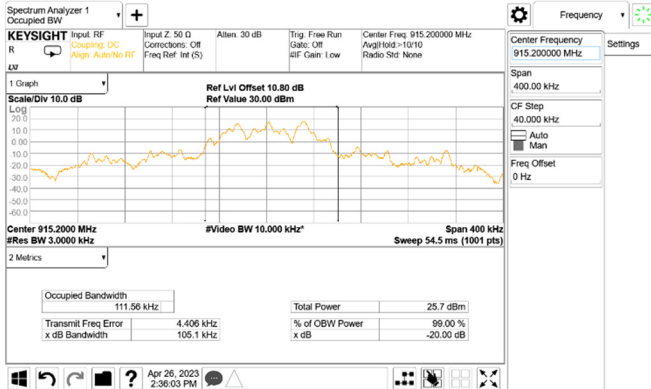 Spectrum Analyzer 1
Occupied BW
+
Frequency
KEYSIGHT
R
LXI
Input: RF
Coupling: DC
Align: Auto/No RF
Input Z: 50 Ω
Corrections: Off
Freq Ref: Int (S)
Atten: 30 dB
Trig: Free Run
Gate: Off
#IF Gain: Low
Center Freq: 915.200000 MHz
Avg|Hold:>10/10
Radio Std: None
Center Frequency
915.200000 MHz
Settings
Span
400.00 kHz
CF Step
40.000 kHz
Auto
Man
Freq Offset
0 Hz
1 Graph
Scale/Div 10.0 dB
Ref Lvl Offset 10.80 dB
Ref Value 30.00 dBm
Log
20.0
10.0
0.00
-10.0
-20.0
-30.0
-40.0
-50.0
-60.0
Center 915.2000 MHz
#Res BW 3.0000 kHz
#Video BW 10.000 kHz*
Span 400 kHz
Sweep 54.5 ms (1001 pts)
2 Metrics
Occupied Bandwidth
111.56 kHz
Total Power 25.7 dBm
Transmit Freq Error 4.406 kHz
% of OBW Power 99.00 %
x dB Bandwidth 105.1 kHz
x dB -20.00 dB
?
Apr 26, 2023
2:36:03 PM